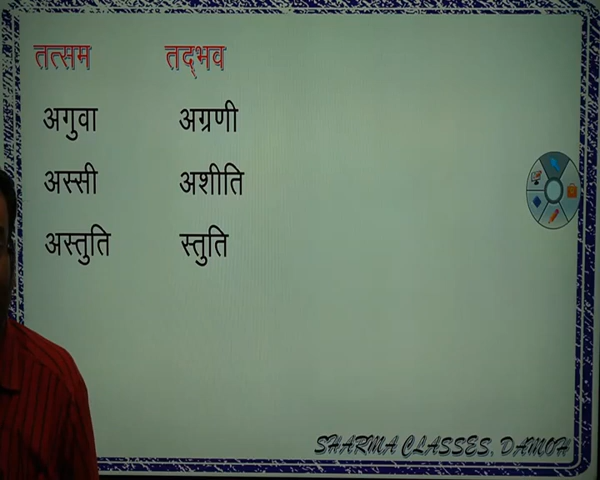 तत्सम तद्भव
अगुवा अग्रणी
अस्सी अशीति
अस्तुति स्तुति
SHARMA CLASSES, DAMOH